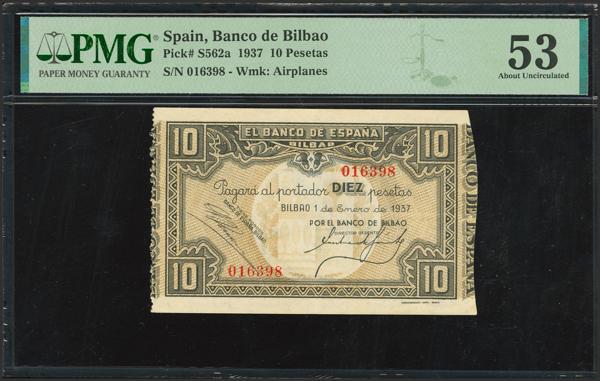 PMG
PAPER MONEY GUARANTY
Spain, Banco de Bilbao
Pick# S562a 1937 10 Pesetas
S/N 016398 - Wmk: Airplanes
53
About Uncirculated
10
EL BANCO DE ESPAÑA
BILBAO
10
016398
Pagará al portador DIEZ pesetas
BILBAO 1 de Enero de 1937
POR EL BANCO DE BILBAO
DIRECTOR GERENTE
016398
10
10
BANCO DE ESPAÑA